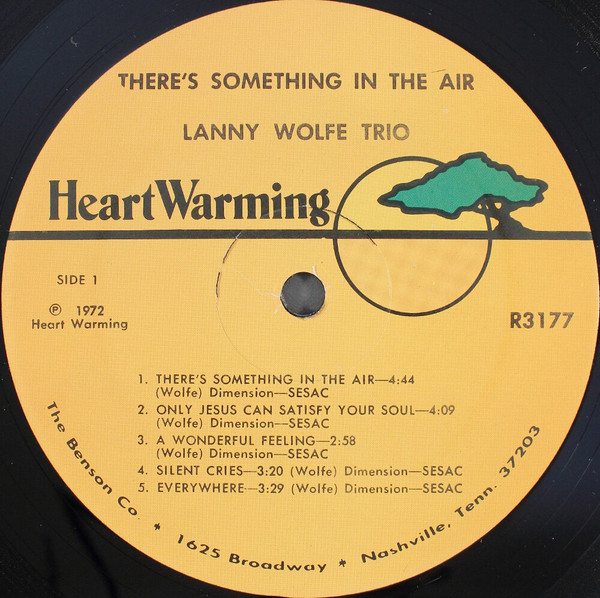 THERE'S SOMETHING IN THE AIR
LANNY WOLFE TRIO
HeartWarming
SIDE 1
℗ 1972
Heart Warming
R3177
1. THERE'S SOMETHING IN THE AIR—4:44
(Wolfe) Dimension—SESAC
2. ONLY JESUS CAN SATISFY YOUR SOUL—4:09
(Wolfe) Dimension—SESAC
3. A WONDERFUL FEELING—2:58
(Wolfe) Dimension—SESAC
4. SILENT CRIES—3:20 (Wolfe) Dimension—SESAC
5. EVERYWHERE—3:29 (Wolfe) Dimension—SESAC
The Benson Co. * 1625 Broadway * Nashville, Tenn. 37203